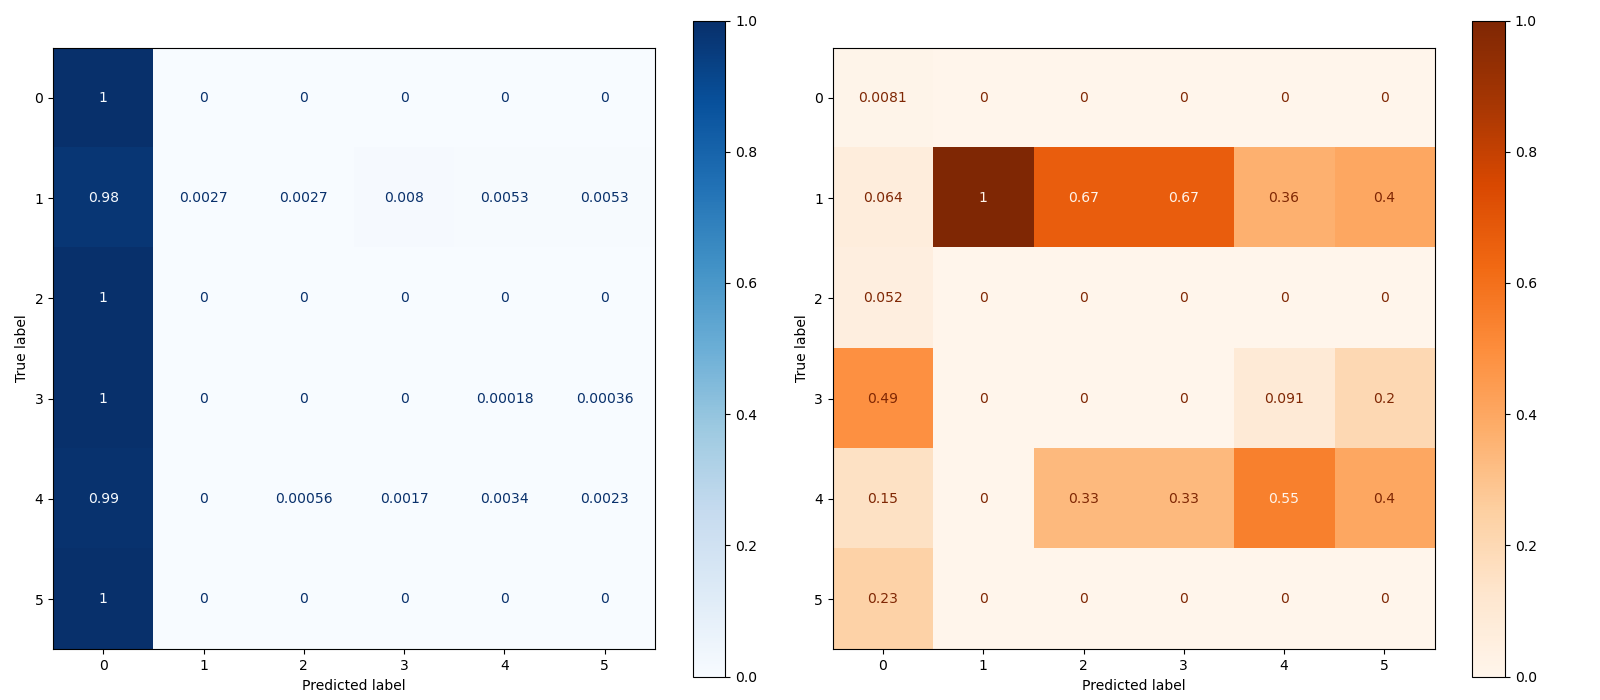 1.0
0.8
0.6
0.4
0.2
0.0
True label
0 1 0 0 0 0 0
1 0.98 0.0027 0.0027 0.008 0.0053 0.0053
2 1 0 0 0 0 0
3 1 0 0 0 0.00018 0.00036
4 0.99 0 0.00056 0.0017 0.0034 0.0023
5 1 0 0 0 0 0
0 1 2 3 4 5
Predicted label
1.0
0.8
0.6
0.4
0.2
0.0
True label
0 0.0081 0 0 0 0 0
1 0.064 1 0.67 0.67 0.36 0.4
2 0.052 0 0 0 0 0
3 0.49 0 0 0 0.091 0.2
4 0.15 0 0.33 0.33 0.55 0.4
5 0.23 0 0 0 0 0
0 1 2 3 4 5
Predicted label